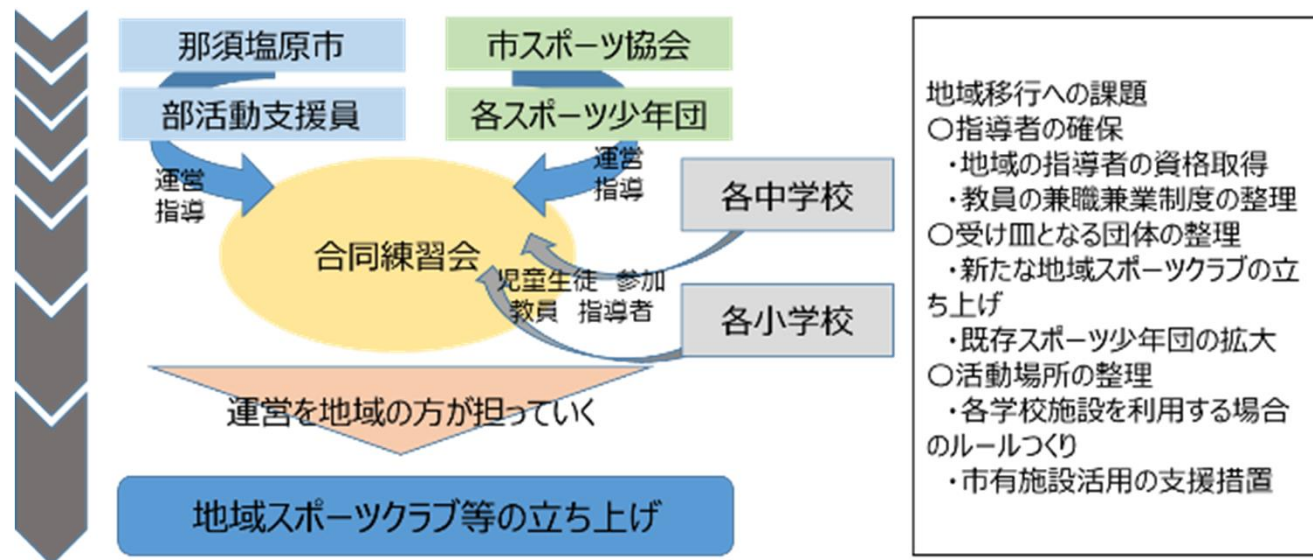 那須塩原市
市スポーツ協会
部活動支援員
各スポーツ少年団
運営
指導
運営
指導
各中学校
合同練習会
児童生徒 参加
教員 指導者
各小学校
運営を地域の方が担っていく
地域スポーツクラブ等の立ち上げ
地域移行への課題
〇指導者の確保
・地域の指導者の資格取得
・教員の兼職兼業制度の整理
〇受け皿となる団体の整理
・新たな地域スポーツクラブの立
ち上げ
・既存スポーツ少年団の拡大
〇活動場所の整理
・各学校施設を利用する場合
のルールつくり
・市有施設活用の支援措置